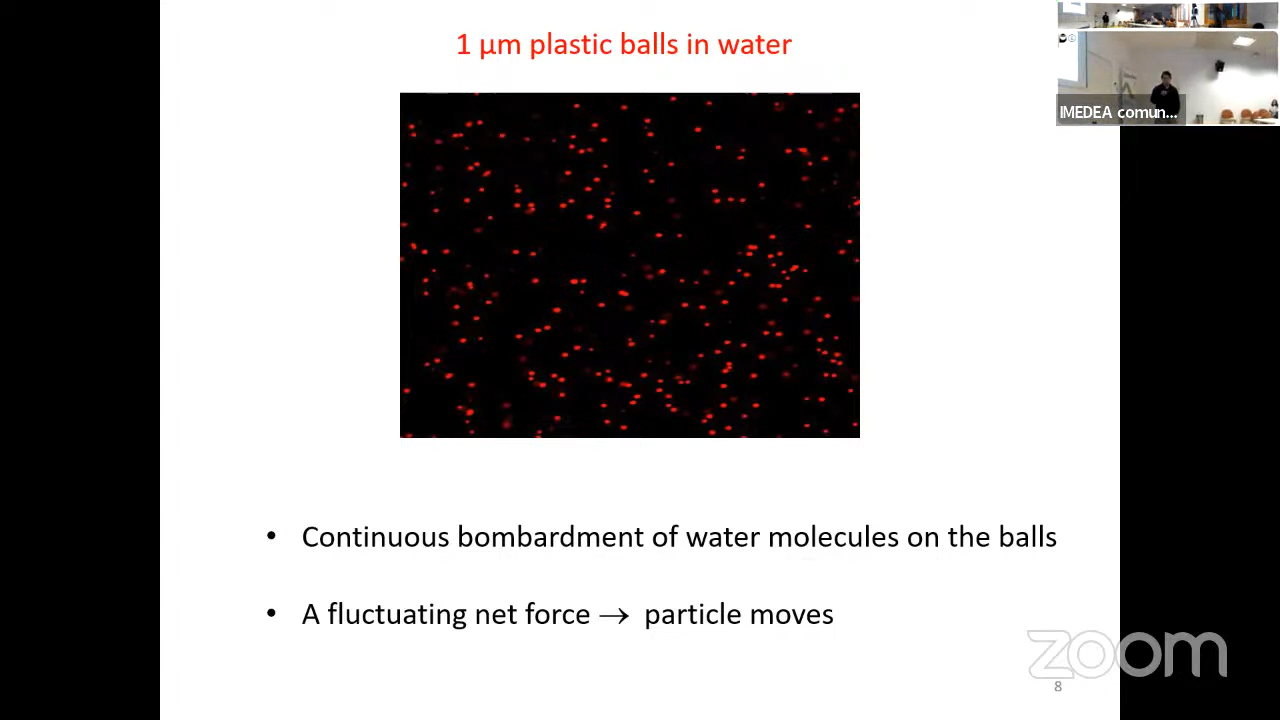 1 µm plastic balls in water
IMEDEA comun...
• Continuous bombardment of water molecules on the balls
• A fluctuating net force → particle moves
zoom
8